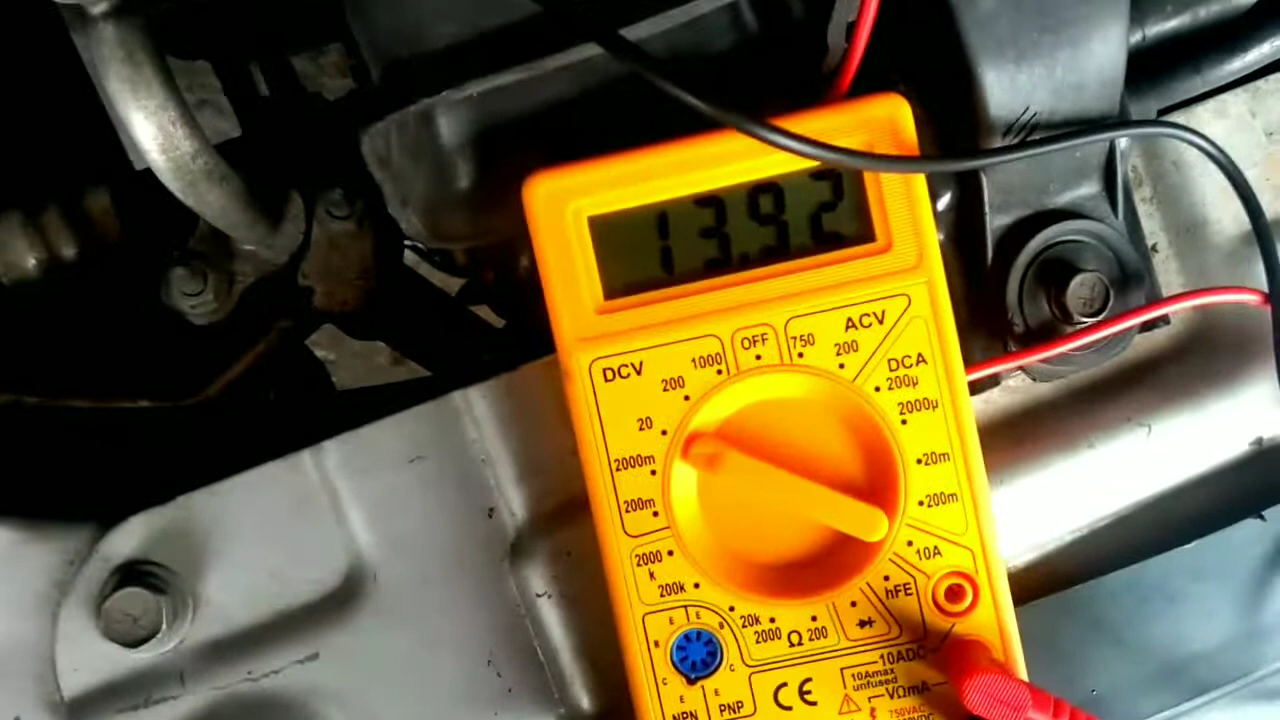 13.92
OFF
DCV
1000
200
20
2000m
200m
750
ACV
200
DCA
200µ
2000µ
20m
200m
10A
hFE
2000
k
200k
20k
2000
Ω
200
E
E
B
C
N
C
E
NPN
E
PNP
CE
10ADC
10Amax
unfused
VΩmA
750VAC